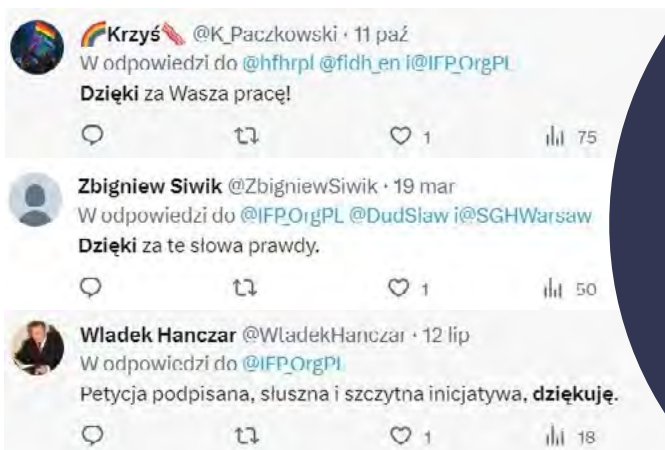 🌈Krzyś🥓 @K_Paczkowski · 11 paź
W odpowiedzi do @hfhrpl @fidh_en i@IFP_OrgPL
Dzięki za Wasza pracę!
1 75
Zbigniew Siwik @ZbigniewSiwik · 19 mar
W odpowiedzi do @IFP_OrgPL @DudSlaw i@SGHWarsaw
Dzięki za te słowa prawdy.
1 50
Wladek Hanczar @WladekHanczar · 12 lip
W odpowiedzi do @IFP_OrgPL
Petycja podpisana, słuszna i szczytna inicjatywa, dziękuję.
1 18